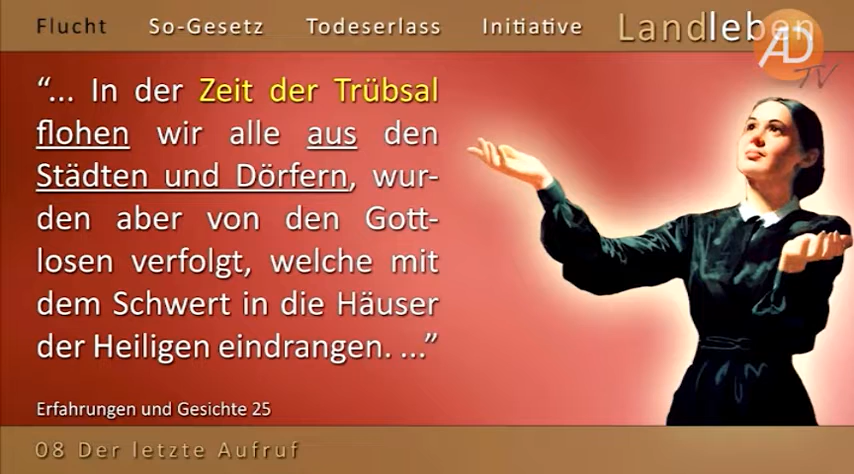 Flucht So-Gesetz Todeserlass Initiative Landleben
AD
TV
“... In der Zeit der Trübsal
flohen wir alle aus den
Städten und Dörfern, wur-
den aber von den Gott-
losen verfolgt, welche mit
dem Schwert in die Häuser
der Heiligen eindrangen. ...”
Erfahrungen und Gesichte 25
08 Der letzte Aufruf